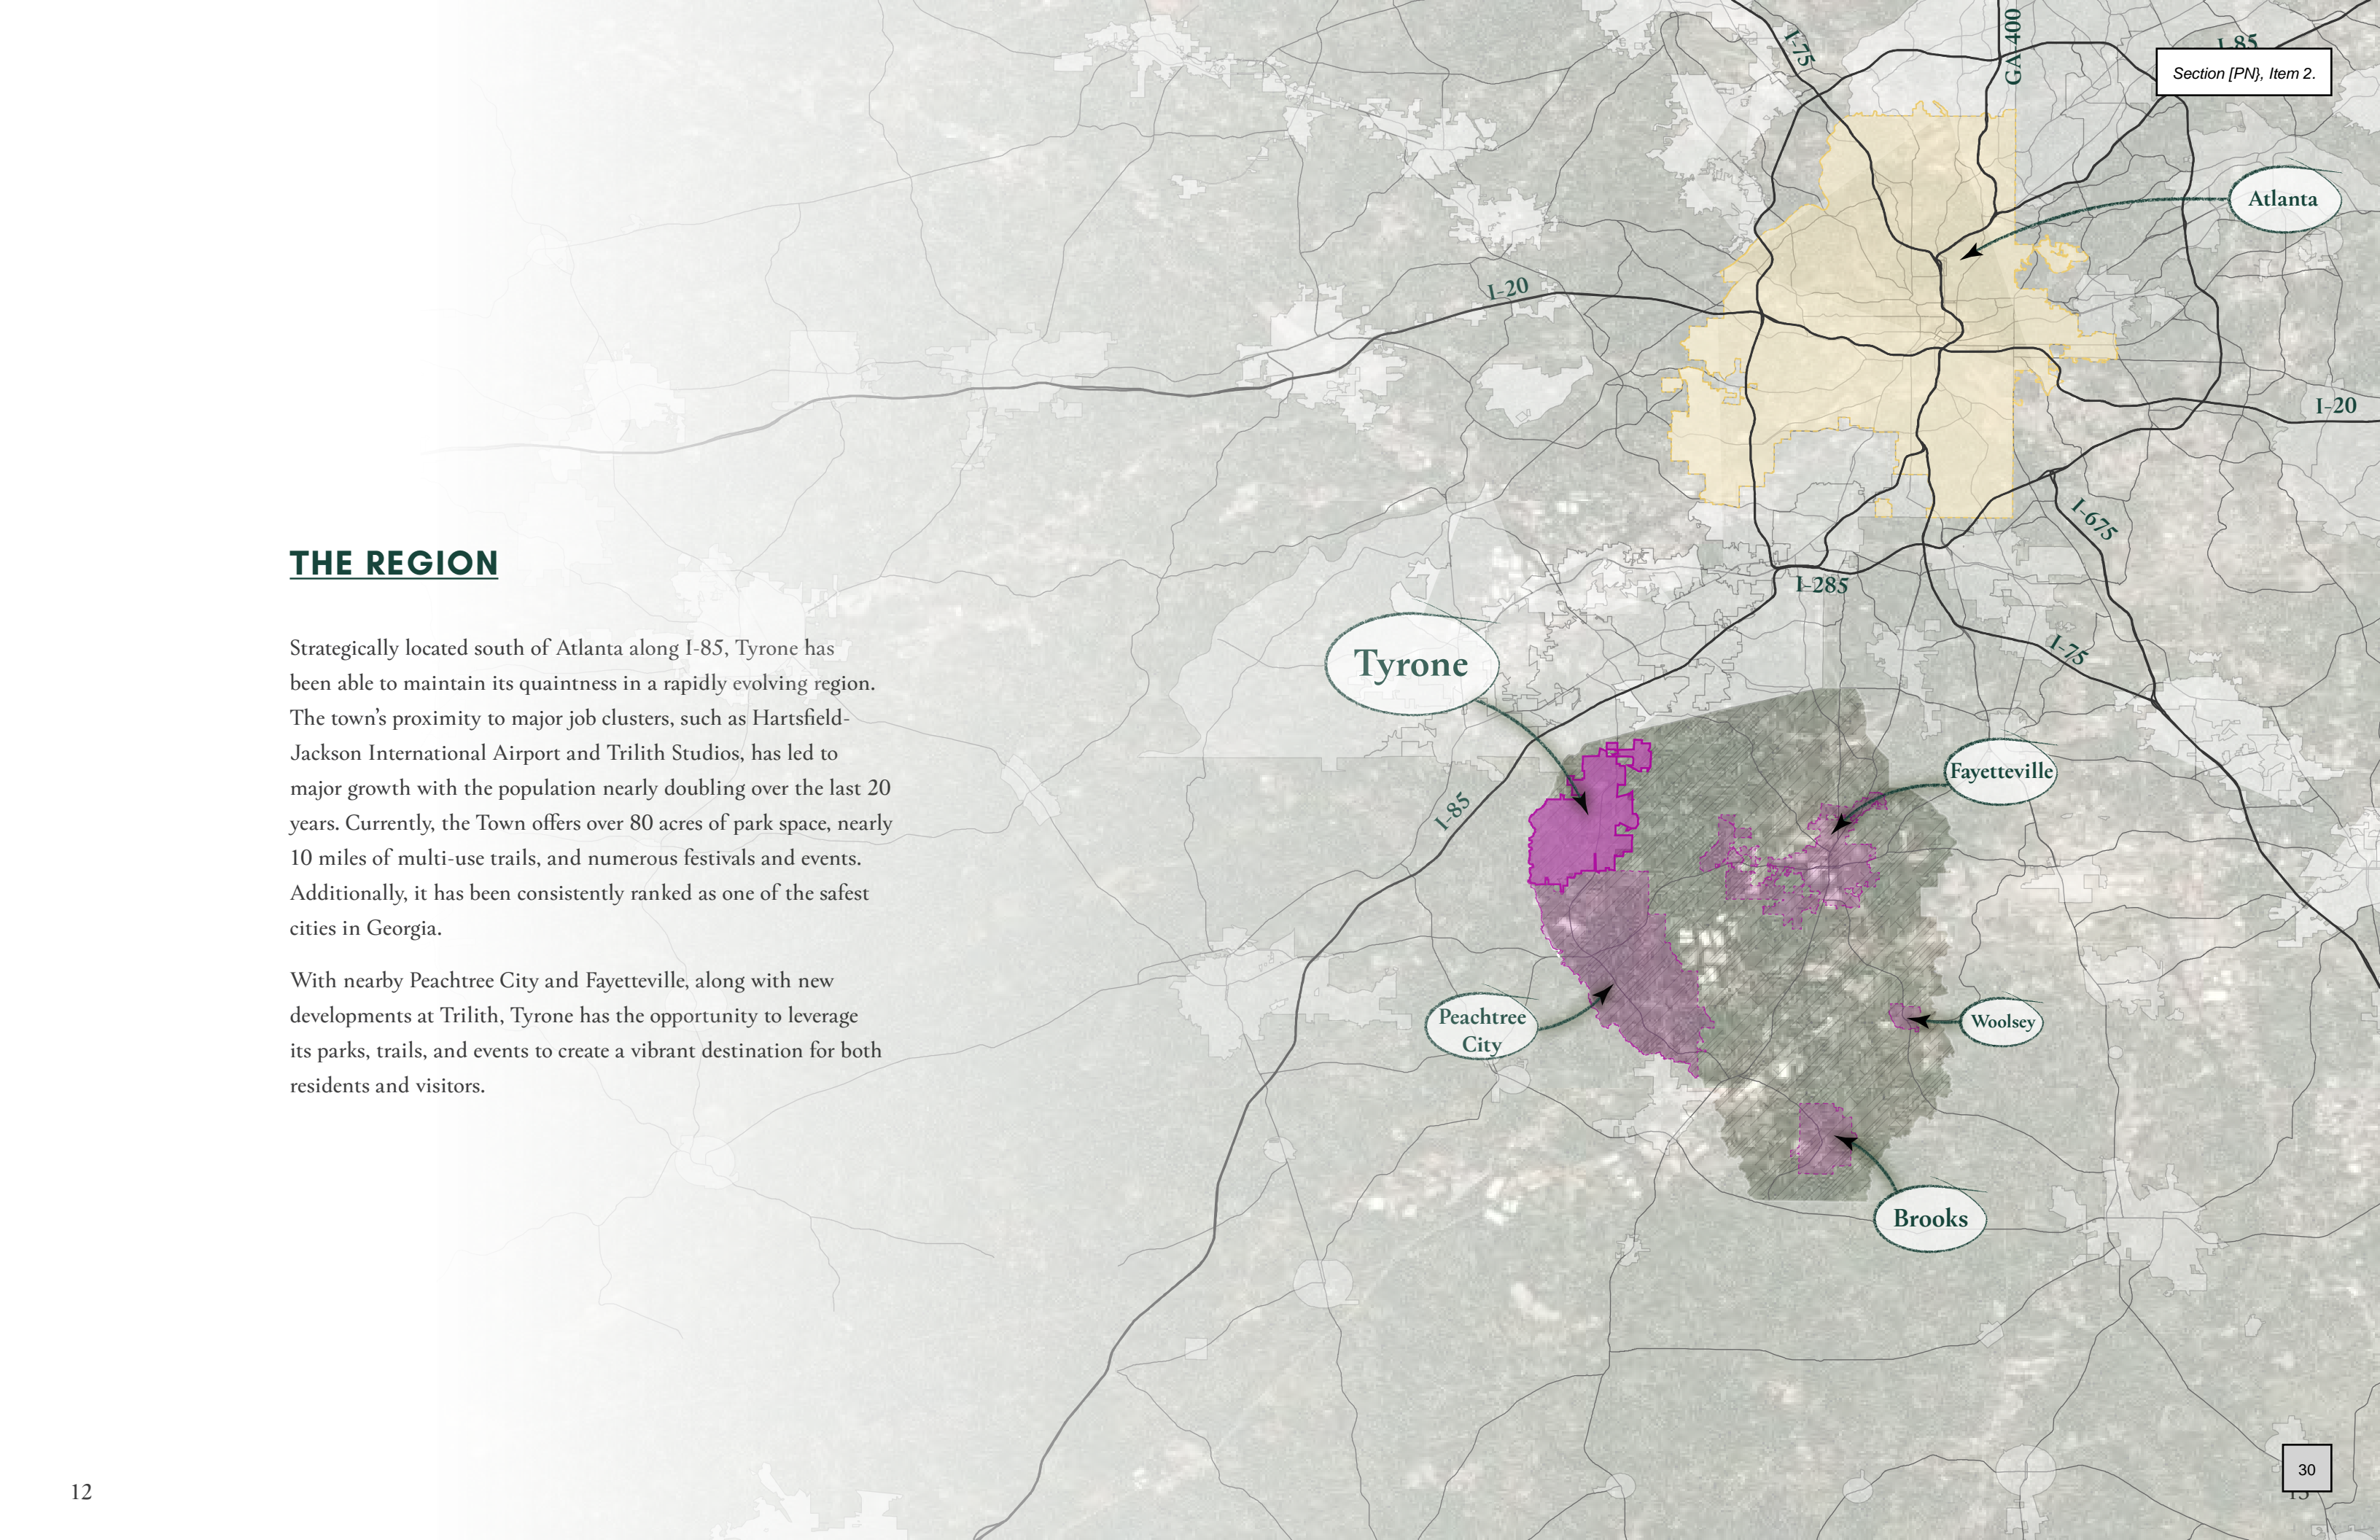 I-75
GA-400
I-85
Section [PN}, Item 2.
Atlanta
I-20
I-20
I-675
I-285
I-75
THE REGION
Strategically located south of Atlanta along I-85, Tyrone has
been able to maintain its quaintness in a rapidly evolving region.
The town's proximity to major job clusters, such as Hartsfield-
Jackson International Airport and Trilith Studios, has led to
major growth with the population nearly doubling over the last 20
years. Currently, the Town offers over 80 acres of park space, nearly
10 miles of multi-use trails, and numerous festivals and events.
Additionally, it has been consistently ranked as one of the safest
cities in Georgia.
With nearby Peachtree City and Fayetteville, along with new
developments at Trilith, Tyrone has the opportunity to leverage
its parks, trails, and events to create a vibrant destination for both
residents and visitors.
Tyrone
Fayetteville
I-85
Peachtree
City
Woolsey
Brooks
12
30